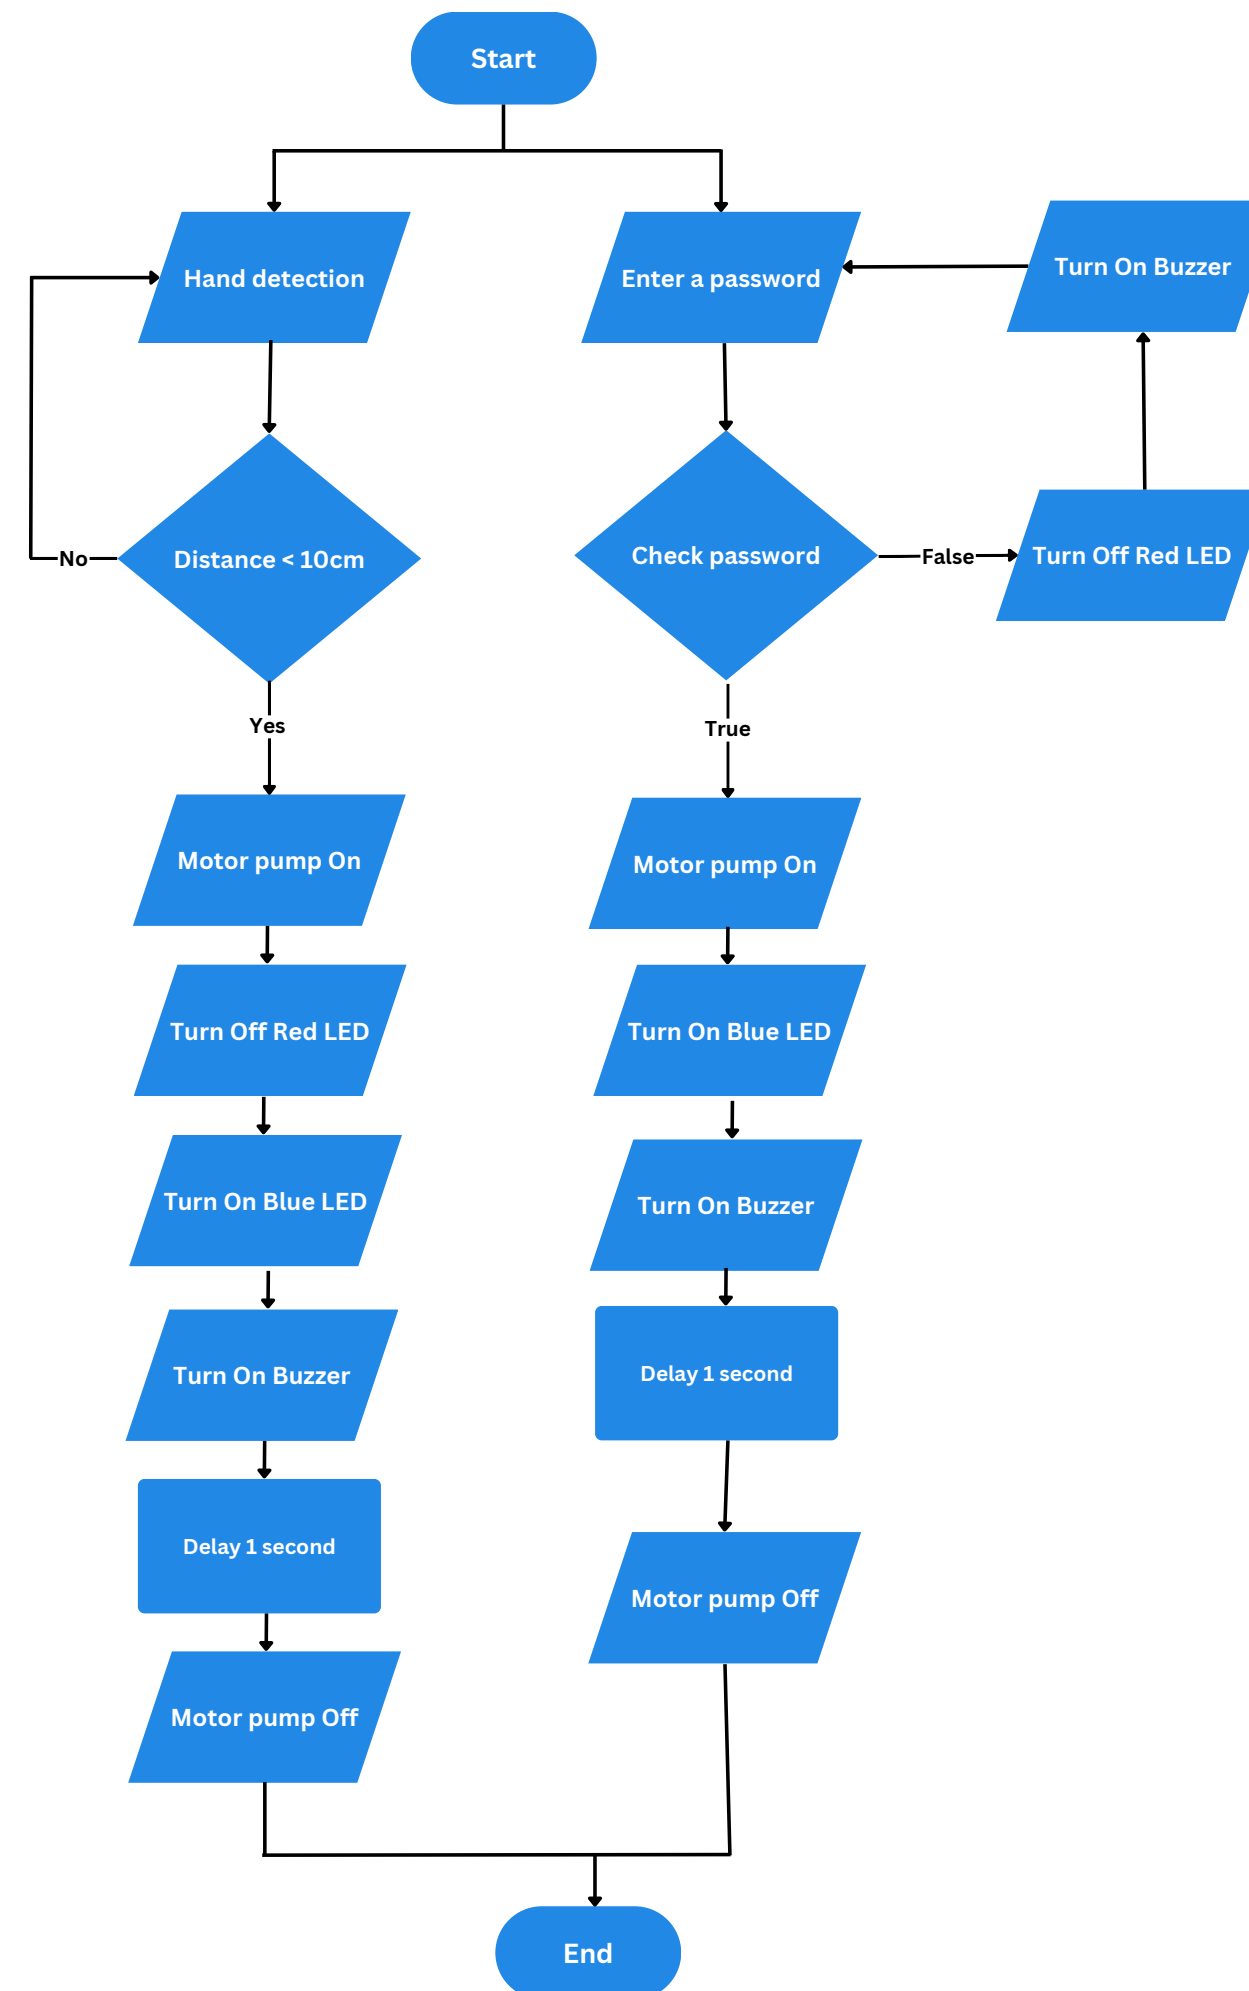 Start
Hand detection
Enter a password
Turn On Buzzer
No
Distance < 10cm
Check password
False
Turn Off Red LED
Yes
True
Motor pump On
Motor pump On
Turn Off Red LED
Turn On Blue LED
Turn On Blue LED
Turn On Buzzer
Turn On Buzzer
Delay 1 second
Delay 1 second
Motor pump Off
Motor pump Off
End